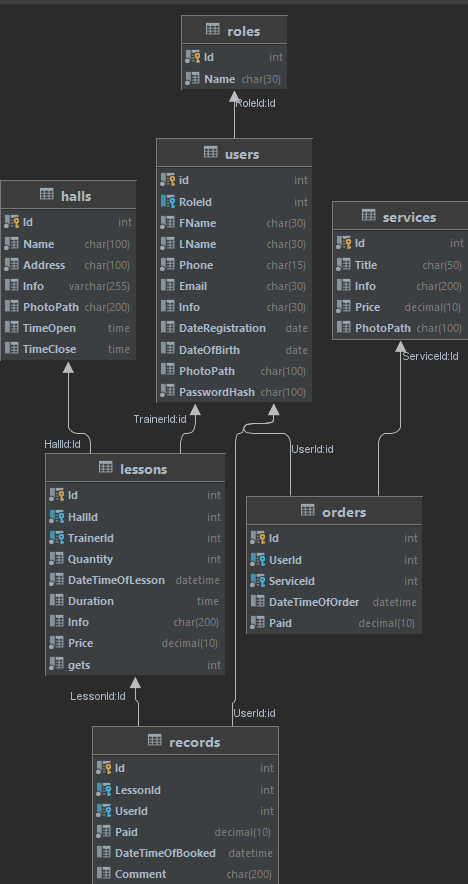 roles
Id int
Name char(30)
RoleId:Id
users
id int
RoleId int
FName char(30)
LName char(30)
Phone char(15)
Email char(30)
Info char(30)
DateRegistration date
DateOfBirth date
PhotoPath char(100)
PasswordHash char(100)
halls
Id int
Name char(100)
Address char(100)
Info varchar(255)
PhotoPath char(200)
TimeOpen time
TimeClose time
services
Id int
Title char(50)
Info char(200)
Price decimal(10)
PhotoPath char(100)
ServiceId:Id
TrainerId:id
HallId:Id
UserId:id
lessons
Id int
HallId int
TrainerId int
Quantity int
DateTimeOfLesson datetime
Duration time
Info char(200)
Price decimal(10)
gets int
orders
Id int
UserId int
ServiceId int
DateTimeOfOrder datetime
Paid decimal(10)
LessonId:Id
UserId:id
records
Id int
LessonId int
UserId int
Paid decimal(10)
DateTimeOfBooked datetime
Comment char(200)